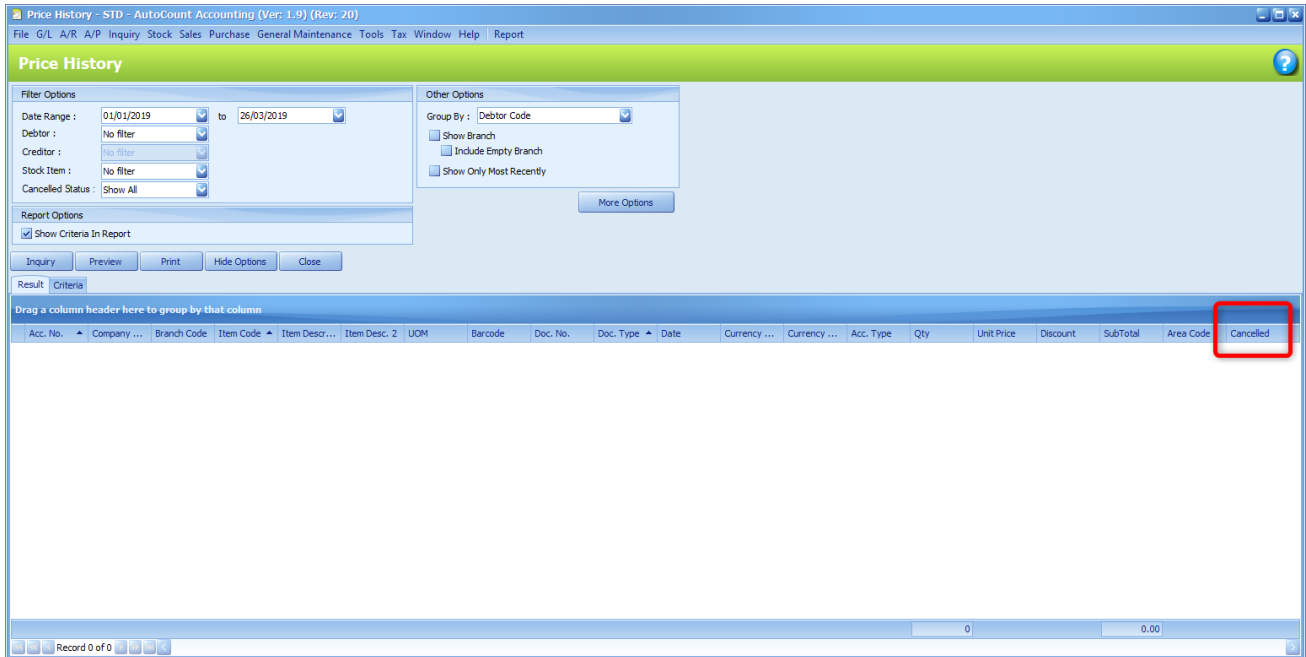 Price History - STD - AutoCount Accounting (Ver: 1.9) (Rev: 20)
File G/L A/R A/P Inquiry Stock Sales Purchase General Maintenance Tools Tax Window Help Report
Price History
?
Filter Options
Date Range : 01/01/2019 to 26/03/2019
Debtor : No filter
Creditor : No filter
Stock Item : No filter
Cancelled Status : Show All
Other Options
Group By : Debtor Code
Show Branch
Include Empty Branch
Show Only Most Recently
More Options
Report Options
Show Criteria In Report
Inquiry Preview Print Hide Options Close
Result Criteria
Drag a column header here to group by that column
Acc. No. Company ... Branch Code Item Code Item Descr... Item Desc. 2 UOM Barcode Doc. No. Doc. Type Date Currency ... Currency ... Acc. Type Qty Unit Price Discount SubTotal Area Code Cancelled
0 0.00
Record 0 of 0